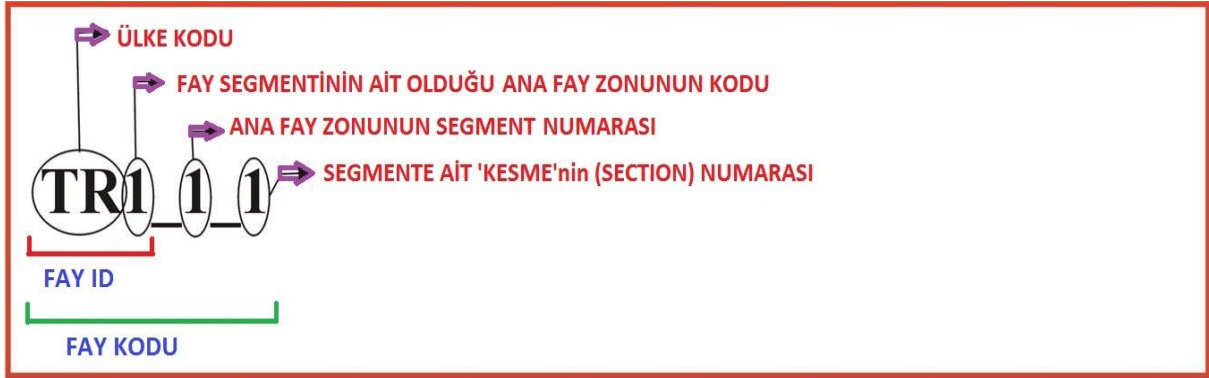 ÜLKE KODU
FAY SEGMENTİNİN AİT OLDUĞU ANA FAY ZONUNUN KODU
ANA FAY ZONUNUN SEGMENT NUMARASI
SEGMENTE AİT 'KESME'nin (SECTION) NUMARASI
TR1_1_1
FAY ID
FAY KODU